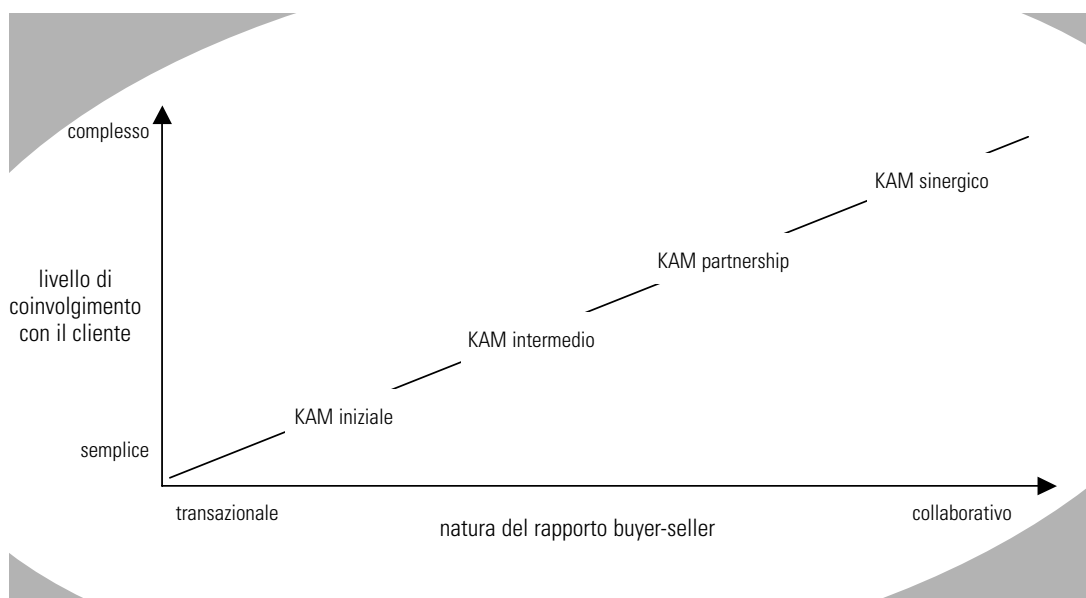 complesso
KAM sinergico
KAM partnership
livello di
coinvolgimento
con il cliente
KAM intermedio
KAM iniziale
semplice
transazionale
collaborativo
natura del rapporto buyer-seller